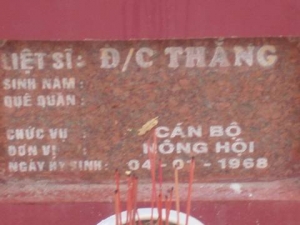 LIỆT SĨ: Đ/C THẮNG
SINH NĂM :
QUÊ QUÁN :
CHỨC VỤ : CÁN BỘ
ĐƠN VỊ : NÔNG HỘI
NGÀY HY SINH: 04-01-1968